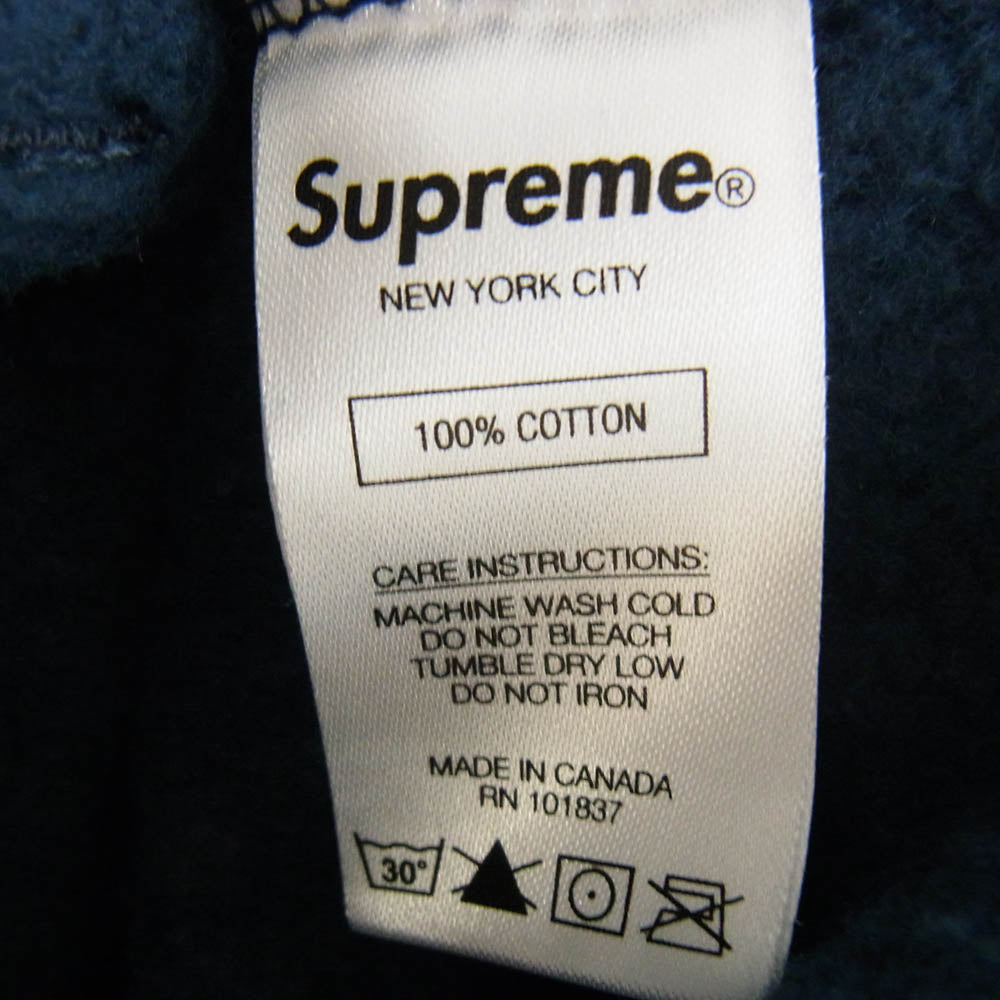 Supreme®
NEW YORK CITY
100% COTTON
CARE INSTRUCTIONS:
MACHINE WASH COLD
DO NOT BLEACH
TUMBLE DRY LOW
DO NOT IRON
MADE IN CANADA
RN 101837
30°